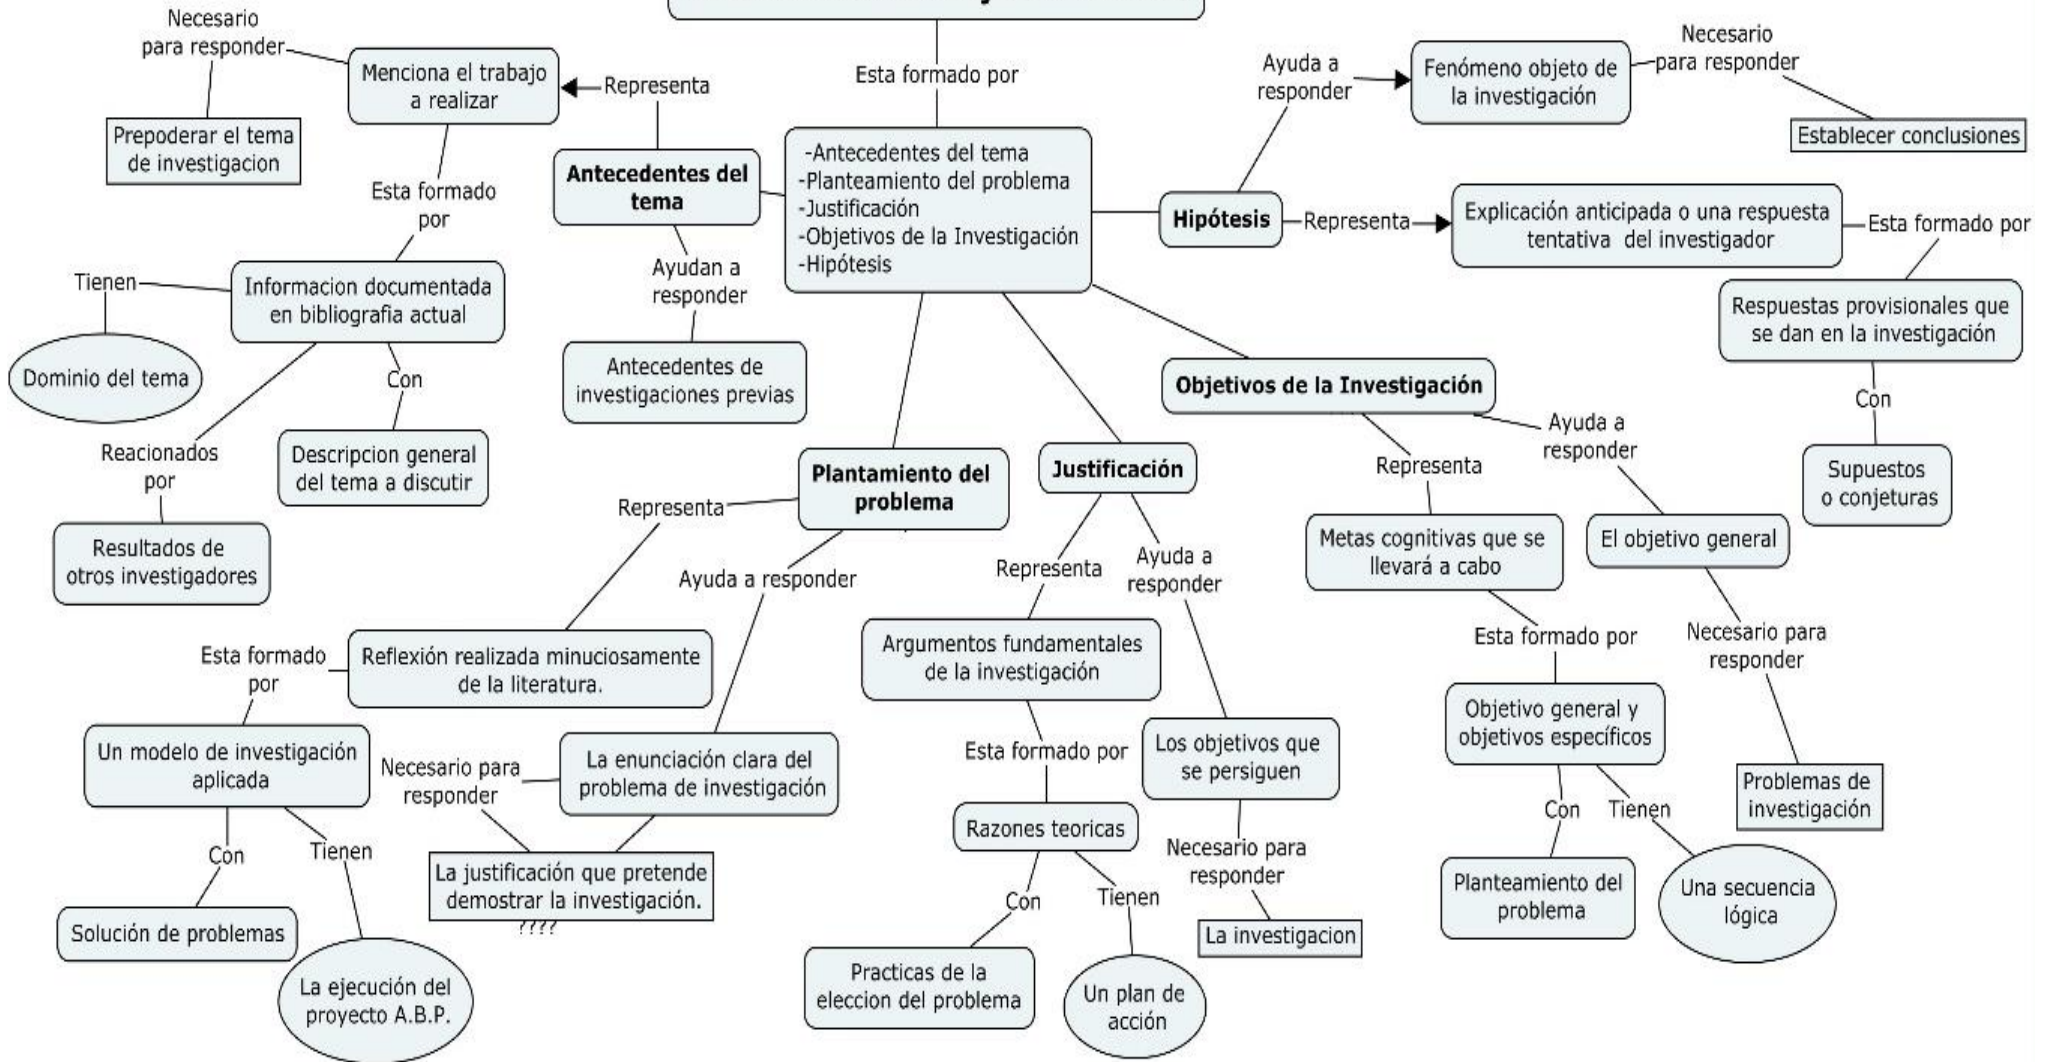 Necesario
para responder
Menciona el trabajo
a realizar
Representa
Prepoderar el tema
de investigacion
Esta formado
por
Antecedentes del
tema
Informacion documentada
en bibliografia actual
Tienen
Dominio del tema
Con
Reacionados
por
Descripcion general
del tema a discutir
Resultados de
otros investigadores
Ayudan a
responder
Antecedentes de
investigaciones previas
Esta formado por
-Antecedentes del tema
-Planteamiento del problema
-Justificación
-Objetivos de la Investigación
-Hipótesis
Hipótesis
Ayuda a
responder
Fenómeno objeto de
la investigación
Necesario
para responder
Establecer conclusiones
Representa
Explicación anticipada o una respuesta
tentativa del investigador
Esta formado por
Respuestas provisionales que
se dan en la investigación
Con
Supuestos
o conjeturas
Plantamiento del
problema
Representa
Reflexión realizada minuciosamente
de la literatura.
Esta formado
por
Un modelo de investigación
aplicada
Con
Solución de problemas
Tienen
La ejecución del
proyecto A.B.P.
Ayuda a responder
La enunciación clara del
problema de investigación
Necesario para
responder
La justificación que pretende
demostrar la investigación.
????
Justificación
Representa
Argumentos fundamentales
de la investigación
Esta formado por
Razones teoricas
Con
Practicas de la
eleccion del problema
Tienen
Un plan de
acción
Ayuda a
responder
Los objetivos que
se persiguen
Necesario para
responder
La investigacion
Objetivos de la Investigación
Representa
Metas cognitivas que se
llevará a cabo
Esta formado por
Objetivo general y
objetivos específicos
Con
Planteamiento del
problema
Tienen
Una secuencia
lógica
Ayuda a
responder
El objetivo general
Necesario para
responder
Problemas de
investigación